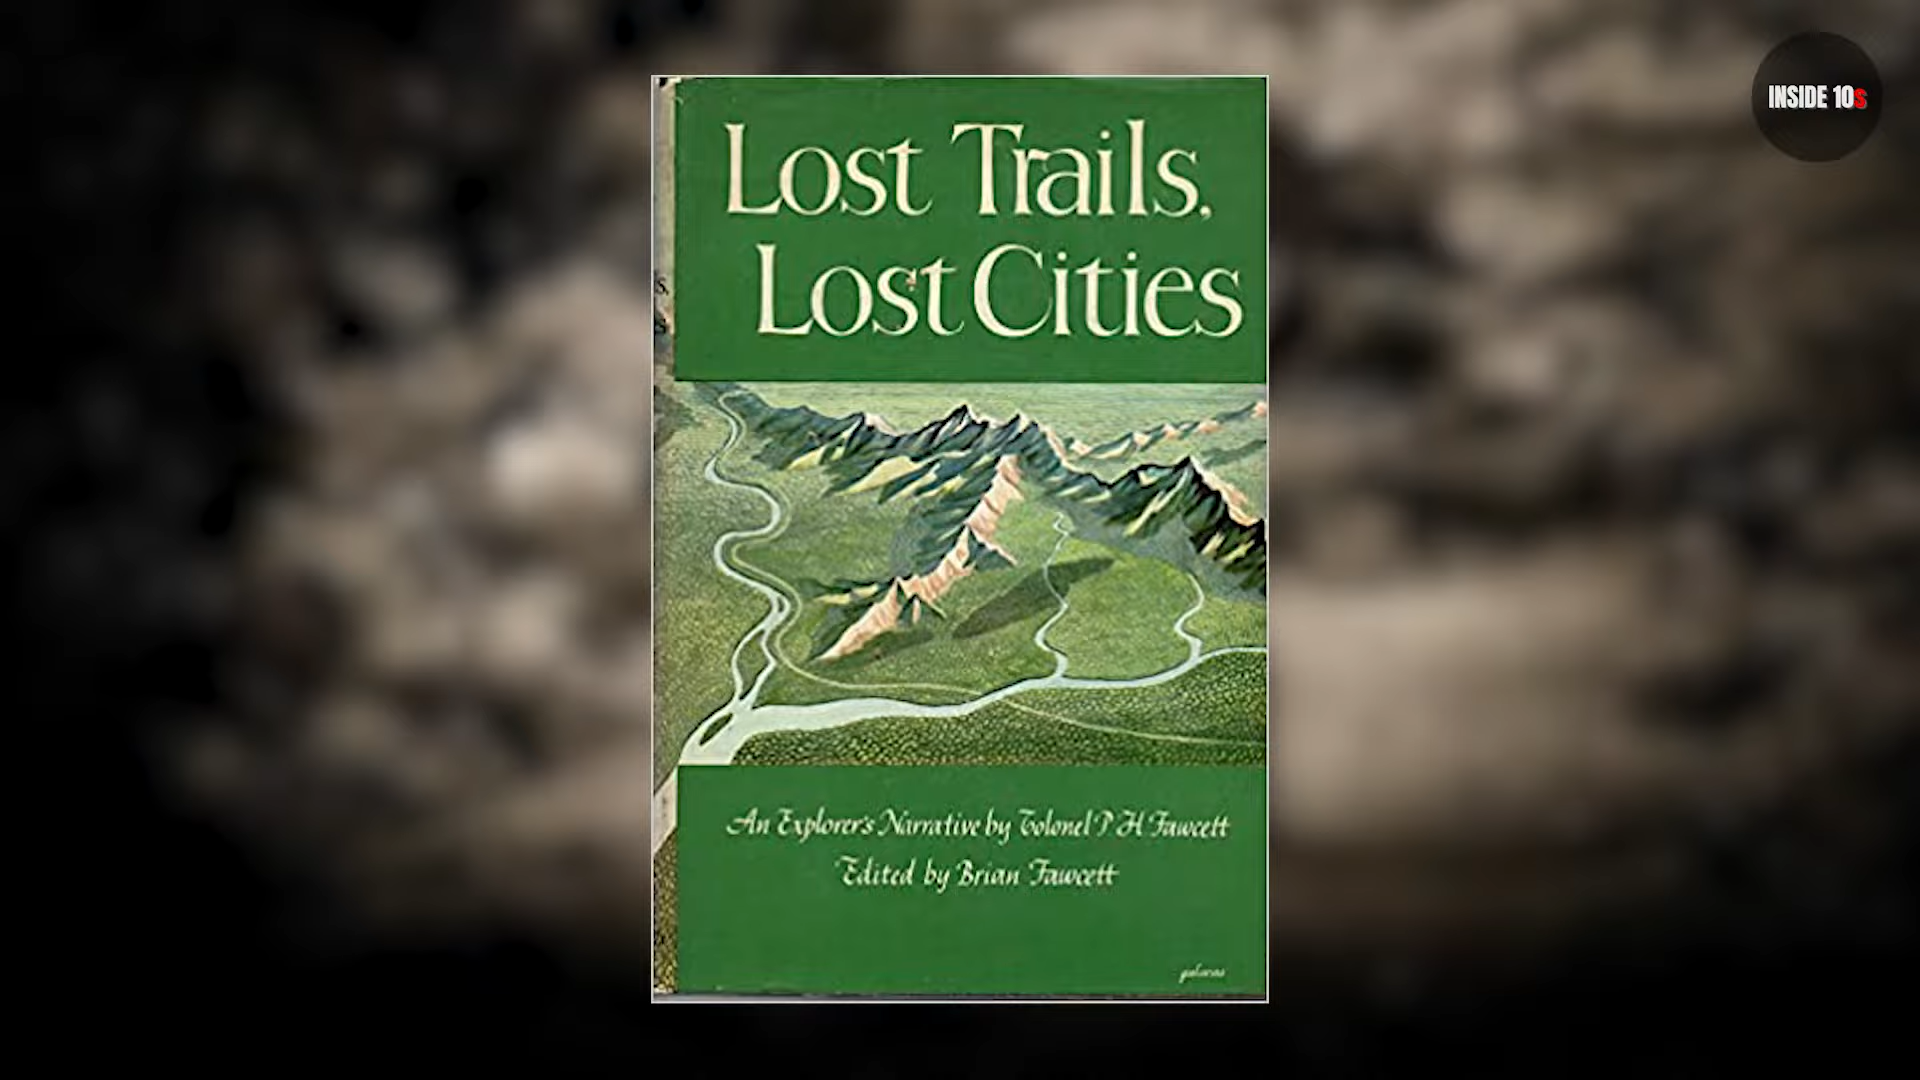 INSIDE 10s
Lost Trails,
Lost Cities
An Explorer's Narrative by Colonel P H Fawcett
Edited by Brian Fawcett